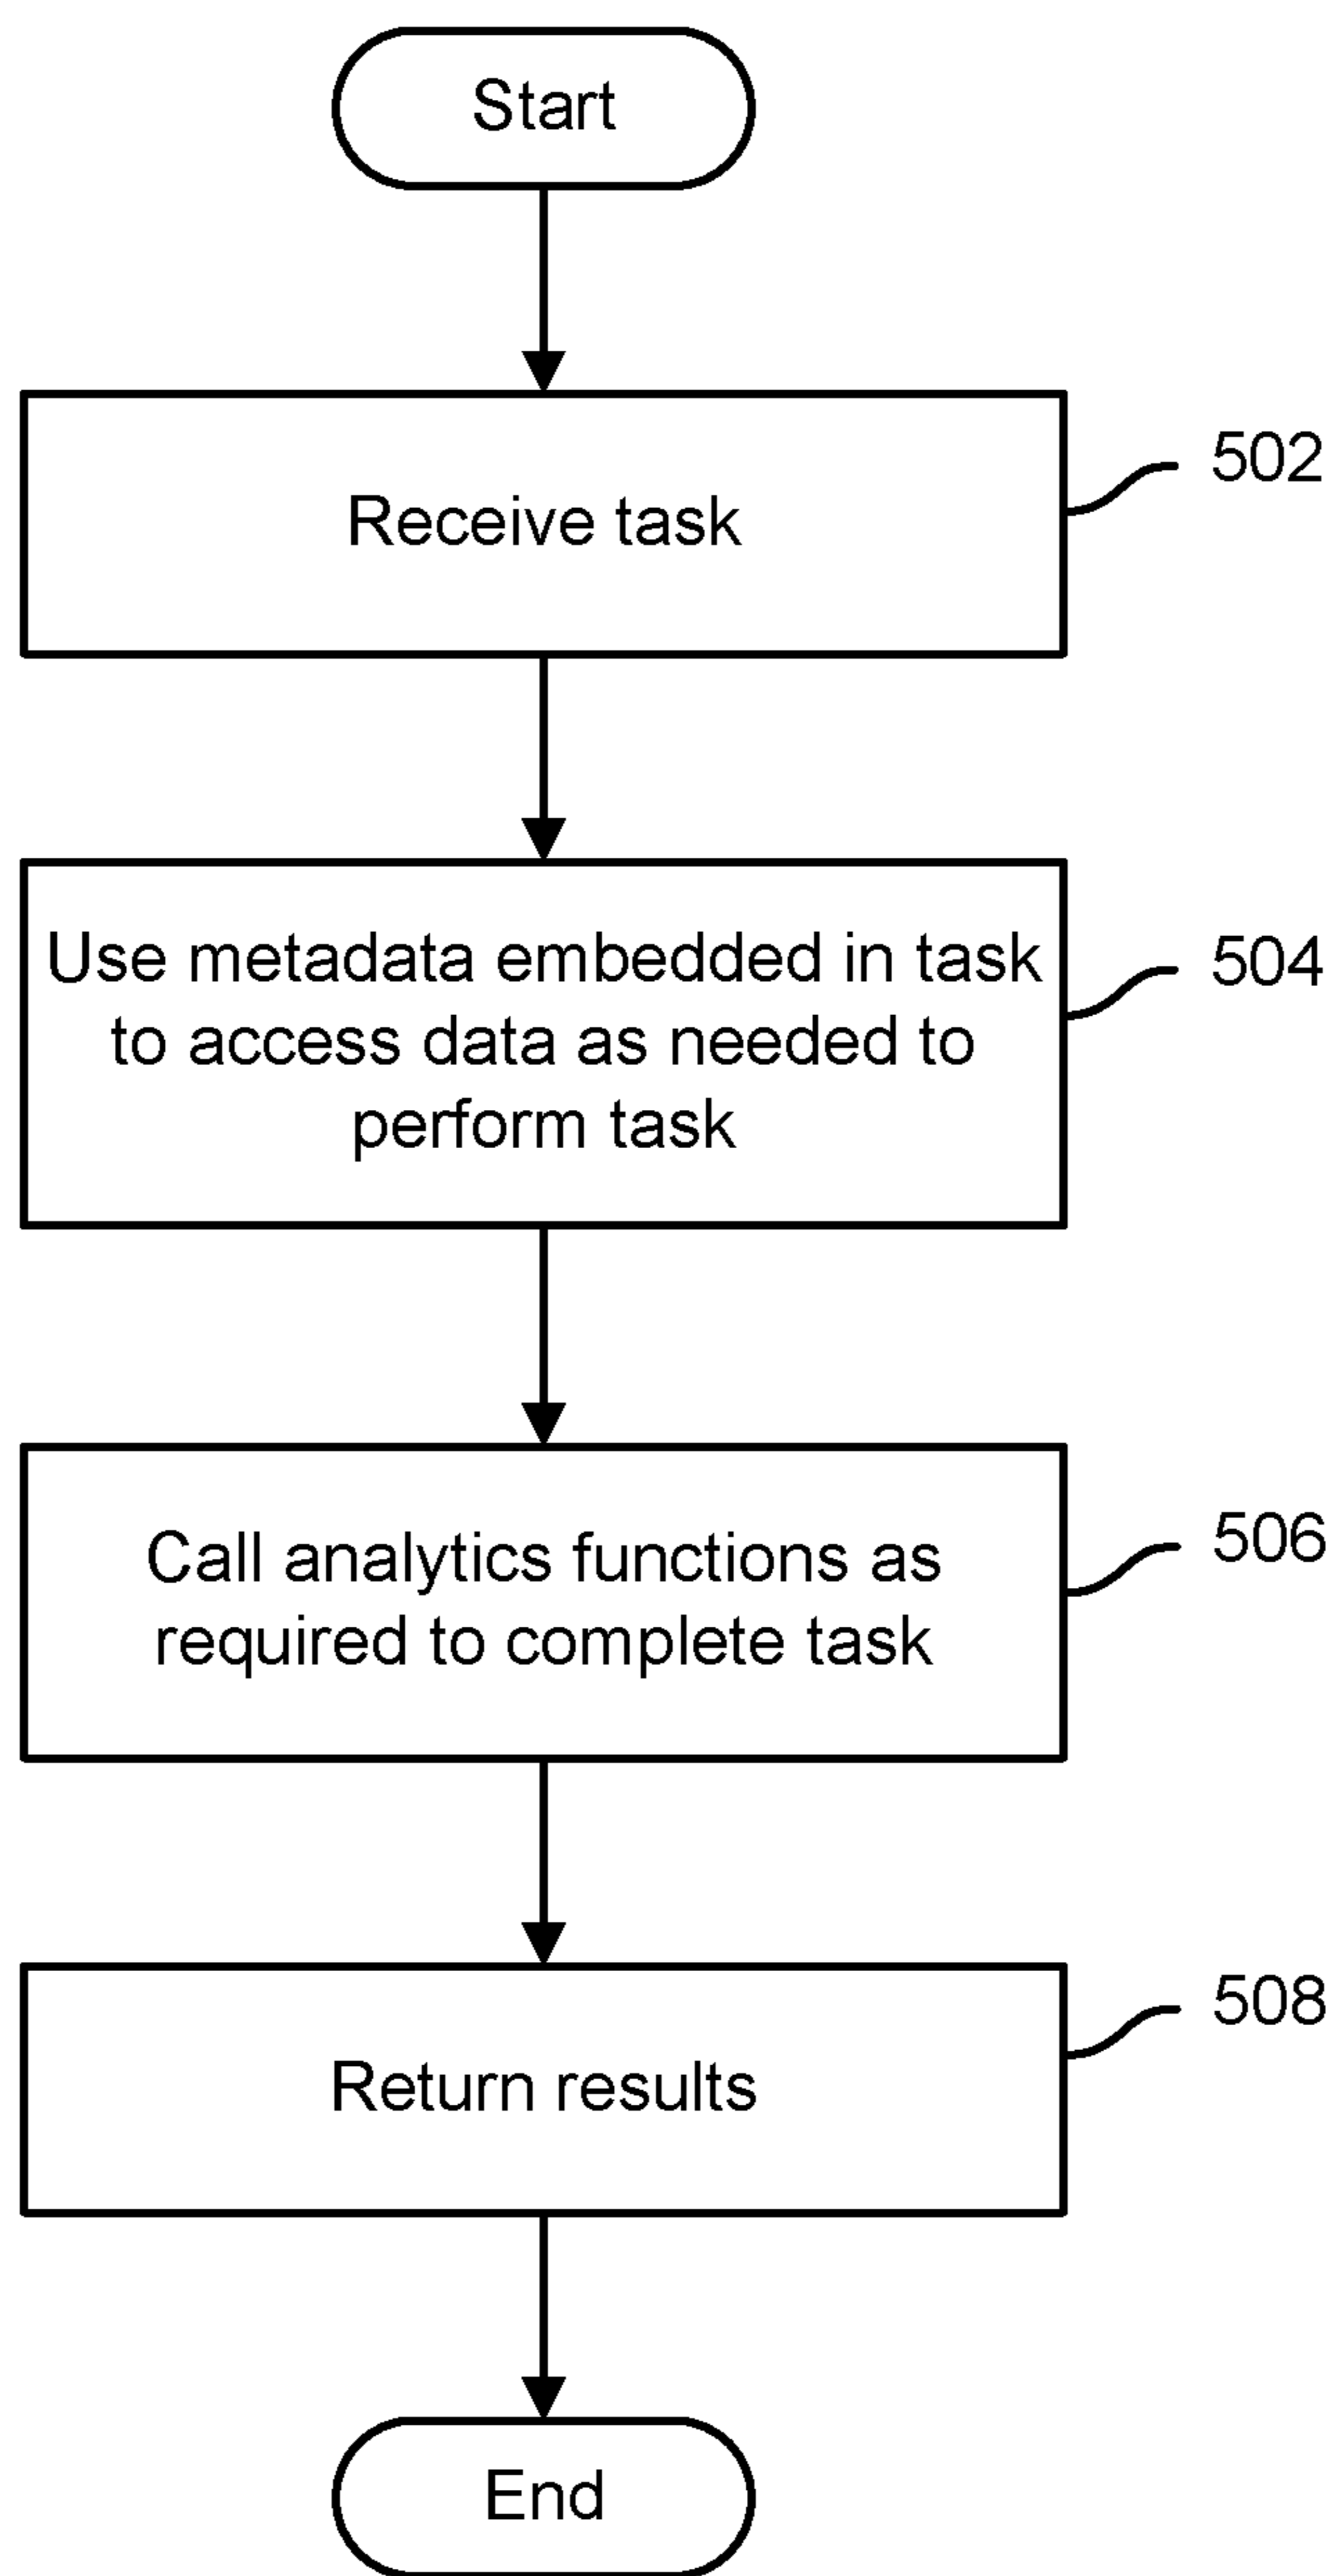 Start
Receive task
502
Use metadata embedded in task
to access data as needed to
perform task
504
Call analytics functions as
required to complete task
506
Return results
508
End